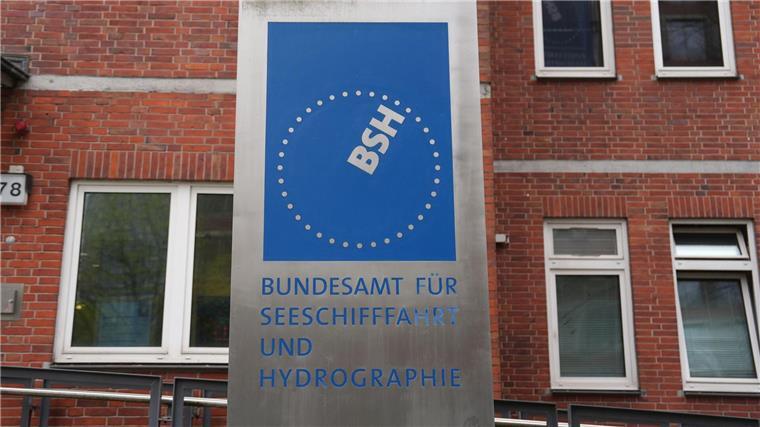 BSH
78
BUNDESAMT FÜR
SEESCHIFFFAHRT
UND
HYDROGRAPHIE